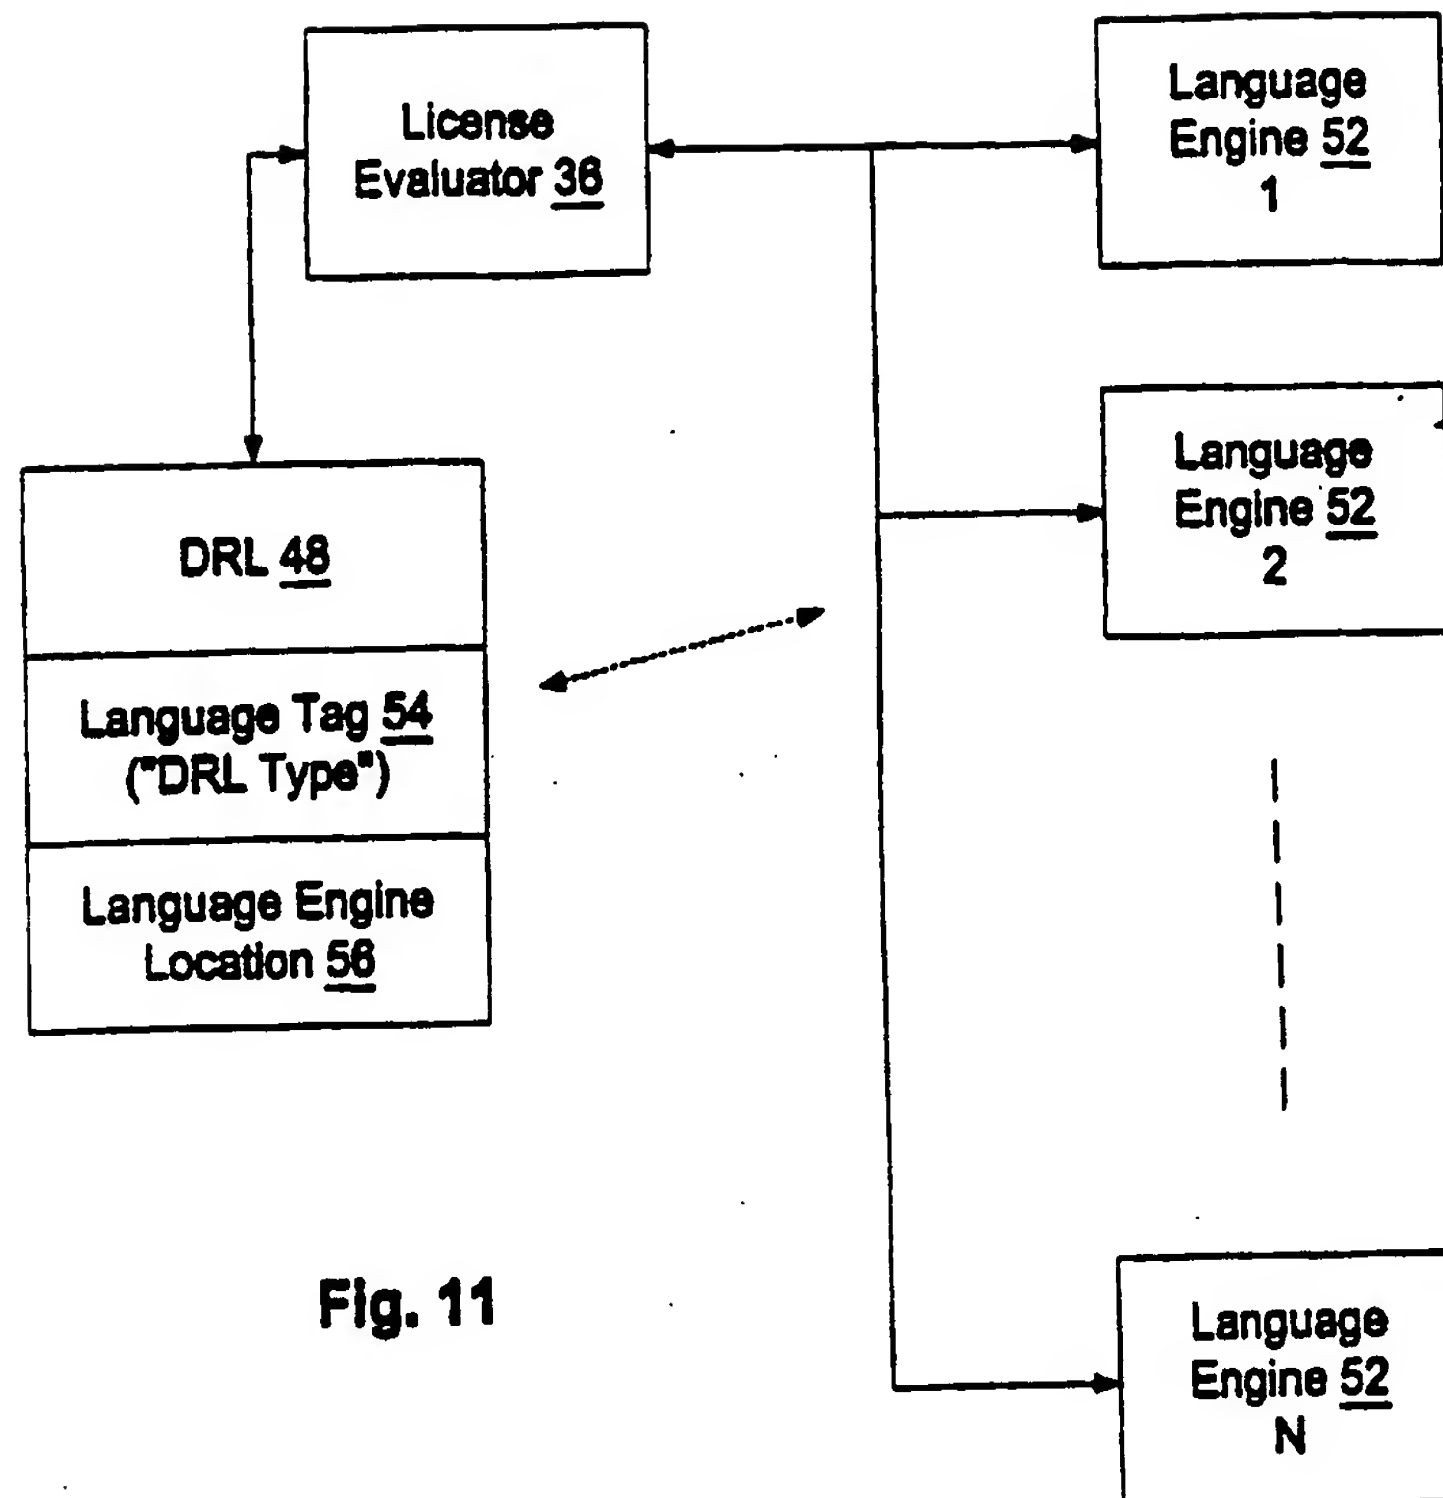 License
Evaluator 36
Language
Engine 52
1
Language
Engine 52
2
DRL 48
Language Tag 54
("DRL Type")
Language Engine
Location 56
Language
Engine 52
N
Fig. 11